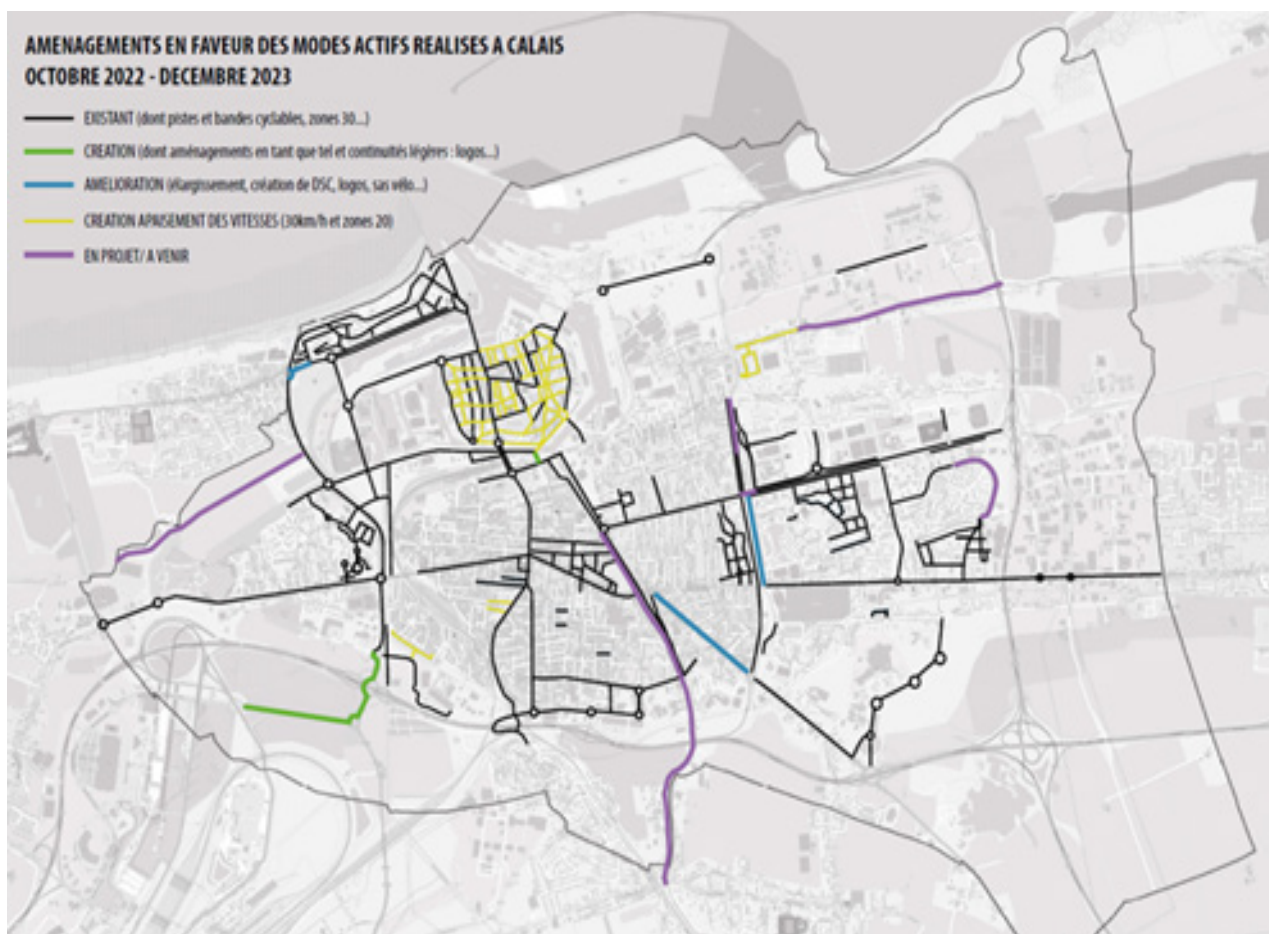 AMENAGEMENTS EN FAVEUR DES MODES ACTIFS REALISES A CALAIS
OCTOBRE 2022 - DECEMBRE 2023
EXISTANT (dont pistes et bandes cyclables, zones 30...)
CREATION (dont aménagements en tant que tel et continuités légères : logos...)
AMELIORATION (élargissement, création de DSC, logos, sas vélo...)
CREATION APAISEMENT DES VITESSES (30km/h et zones 20)
EN PROJET/ A VENIR